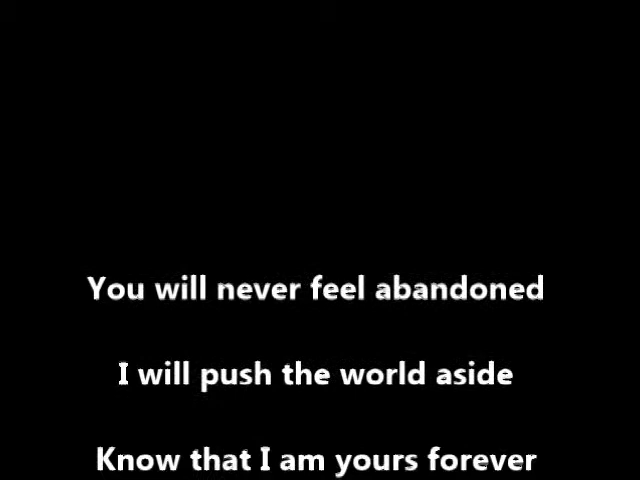 You will never feel abandoned
I will push the world aside
Know that I am yours forever